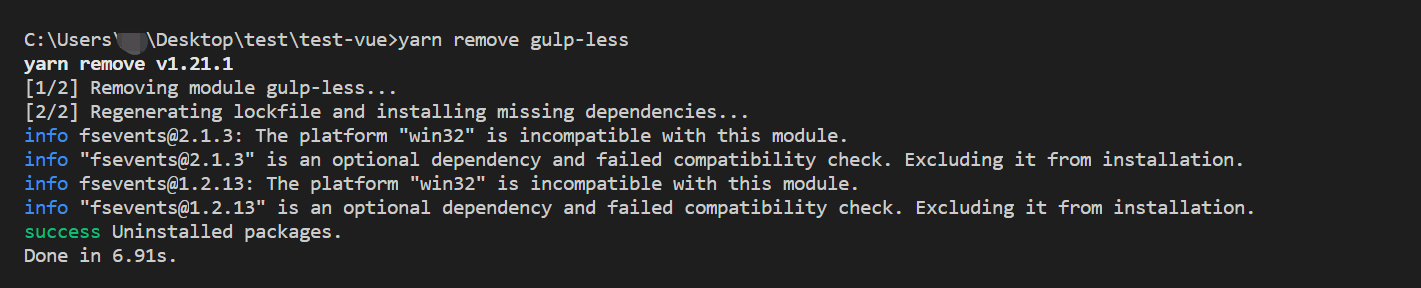 C:\Users\ \Desktop\test\test-vue>yarn remove gulp-less
yarn remove v1.21.1
[1/2] Removing module gulp-less...
[2/2] Regenerating lockfile and installing missing dependencies...
info fsevents@2.1.3: The platform "win32" is incompatible with this module.
info "fsevents@2.1.3" is an optional dependency and failed compatibility check. Excluding it from installation.
info fsevents@1.2.13: The platform "win32" is incompatible with this module.
info "fsevents@1.2.13" is an optional dependency and failed compatibility check. Excluding it from installation.
success Uninstalled packages.
Done in 6.91s.